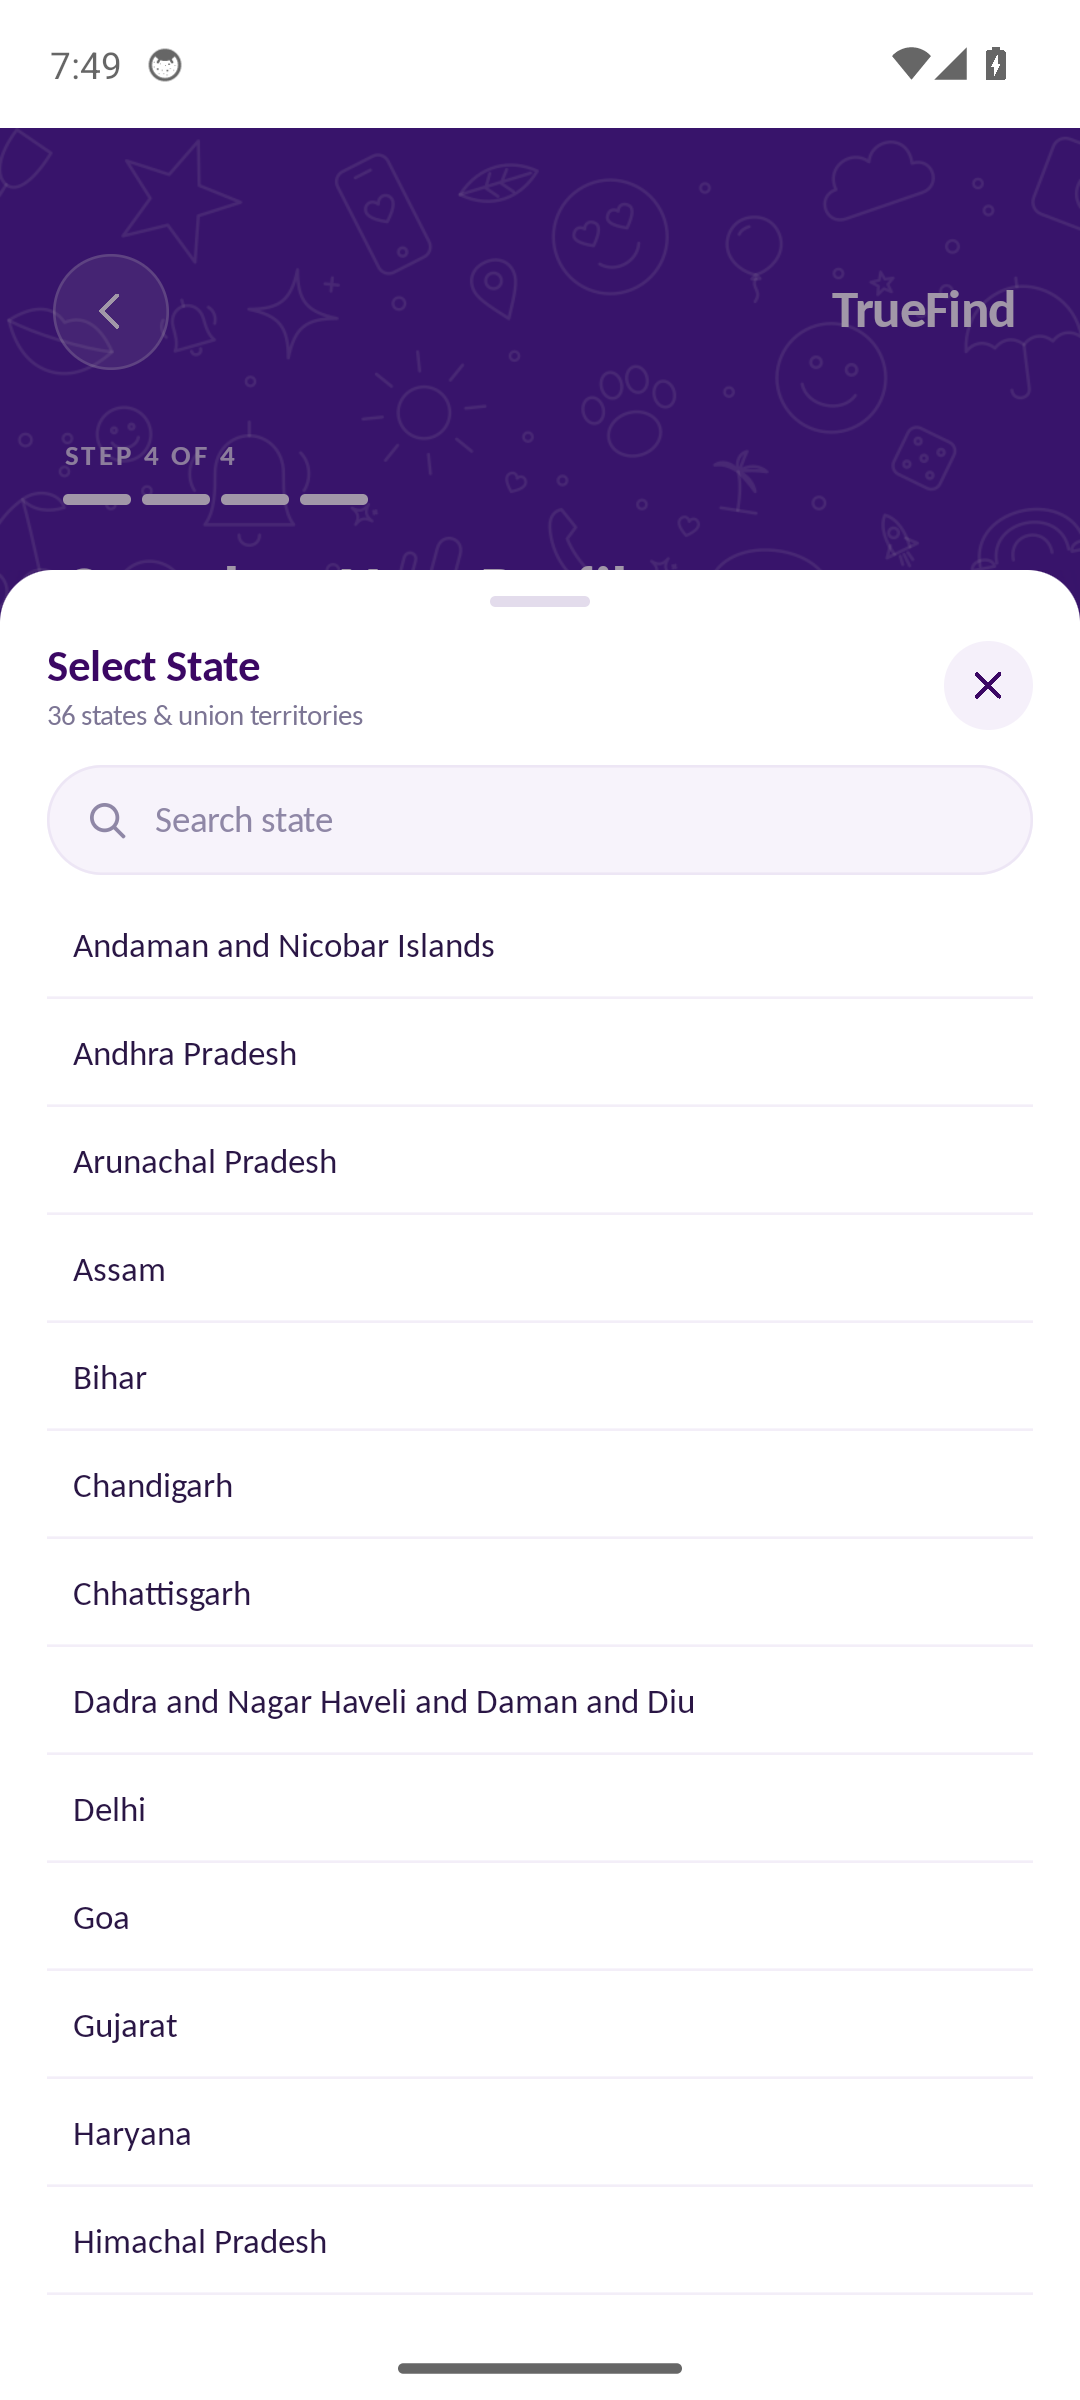 7:49
TrueFind
STEP 4 OF 4
Select State
36 states & union territories
Search state
Andaman and Nicobar Islands
Andhra Pradesh
Arunachal Pradesh
Assam
Bihar
Chandigarh
Chhattisgarh
Dadra and Nagar Haveli and Daman and Diu
Delhi
Goa
Gujarat
Haryana
Himachal Pradesh